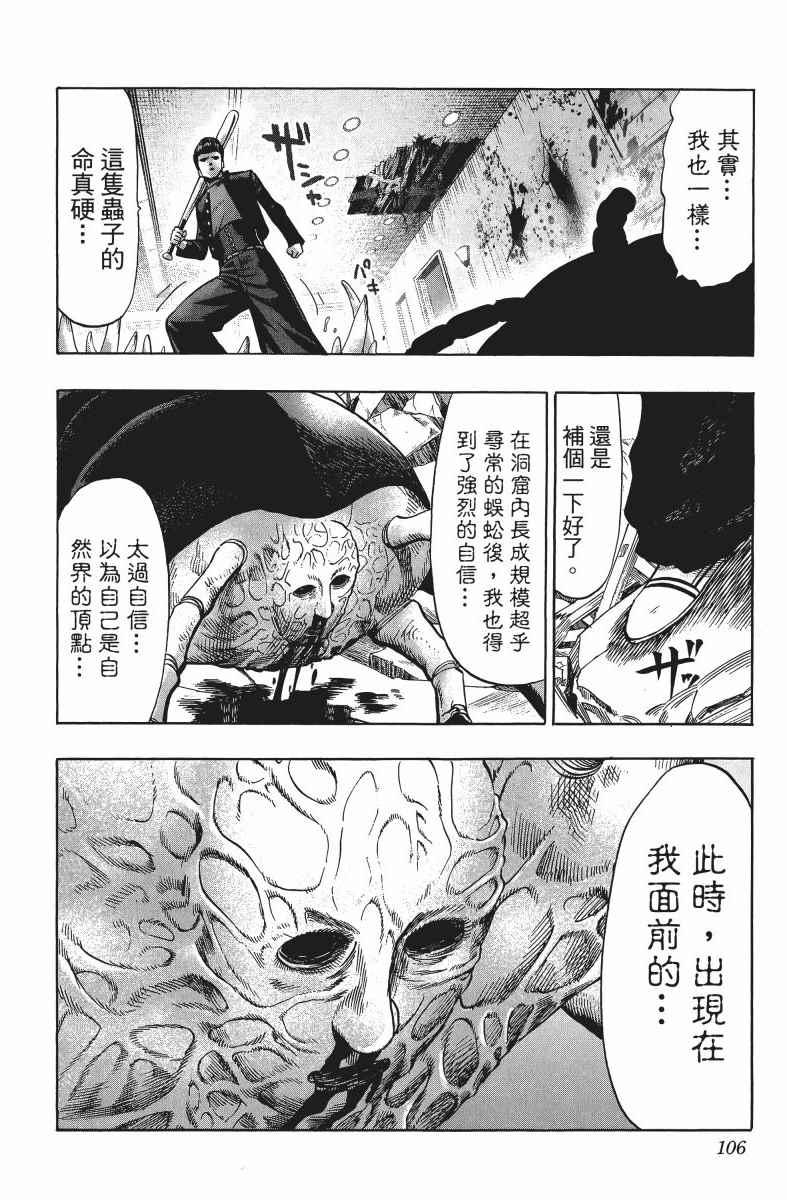 其實…
我也一樣…
ザッ
パキ
這隻蟲子的
命真硬…
還是
補個一下好了。
ザッ
在洞窟內長成規模超乎
尋常的蜈蚣後，我也得
到了強烈的自信…
太過自信…
以為自己是自
然界的頂點…
此時，出現在
我面前的…
106